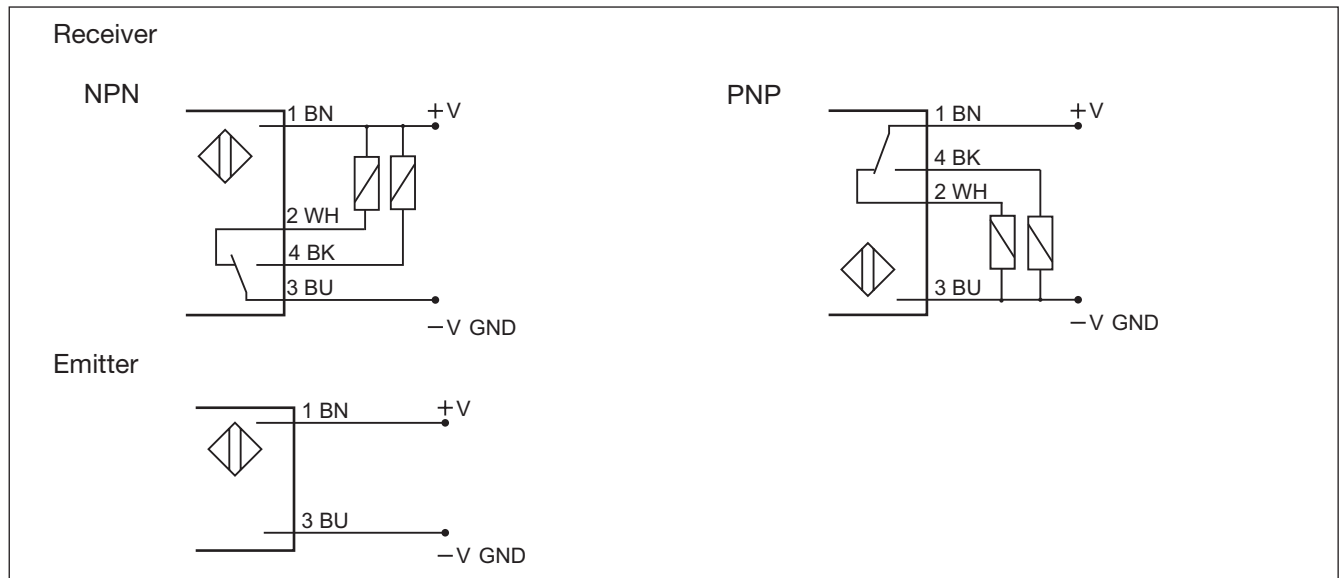 Receiver
NPN
1 BN
+V
2 WH
4 BK
3 BU
−V GND
PNP
1 BN
+V
4 BK
2 WH
3 BU
−V GND
Emitter
1 BN
+V
3 BU
−V GND